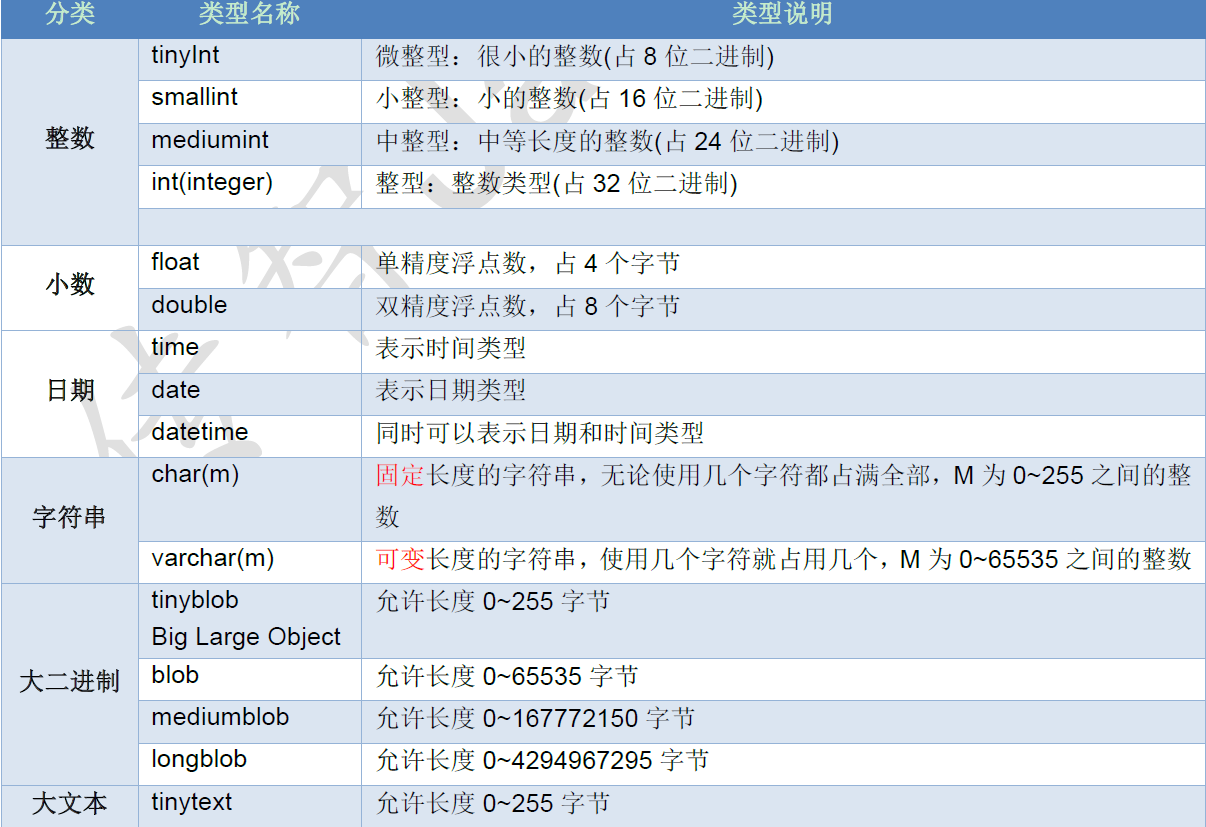 分类 类型名称 类型说明
整数
tinyInt 微整型：很小的整数(占 8 位二进制)
smallint 小整型：小的整数(占 16 位二进制)
mediumint 中整型：中等长度的整数(占 24 位二进制)
int(integer) 整型：整数类型(占 32 位二进制)
小数
float 单精度浮点数，占 4 个字节
double 双精度浮点数，占 8 个字节
日期
time 表示时间类型
date 表示日期类型
datetime 同时可以表示日期和时间类型
字符串
char(m) 固定长度的字符串，无论使用几个字符都占满全部，M 为 0~255 之间的整
数
varchar(m) 可变长度的字符串，使用几个字符就占用几个，M 为 0~65535 之间的整数
大二进制
tinyblob 允许长度 0~255 字节
Big Large Object
blob 允许长度 0~65535 字节
mediumblob 允许长度 0~167772150 字节
longblob 允许长度 0~4294967295 字节
大文本
tinytext 允许长度 0~255 字节